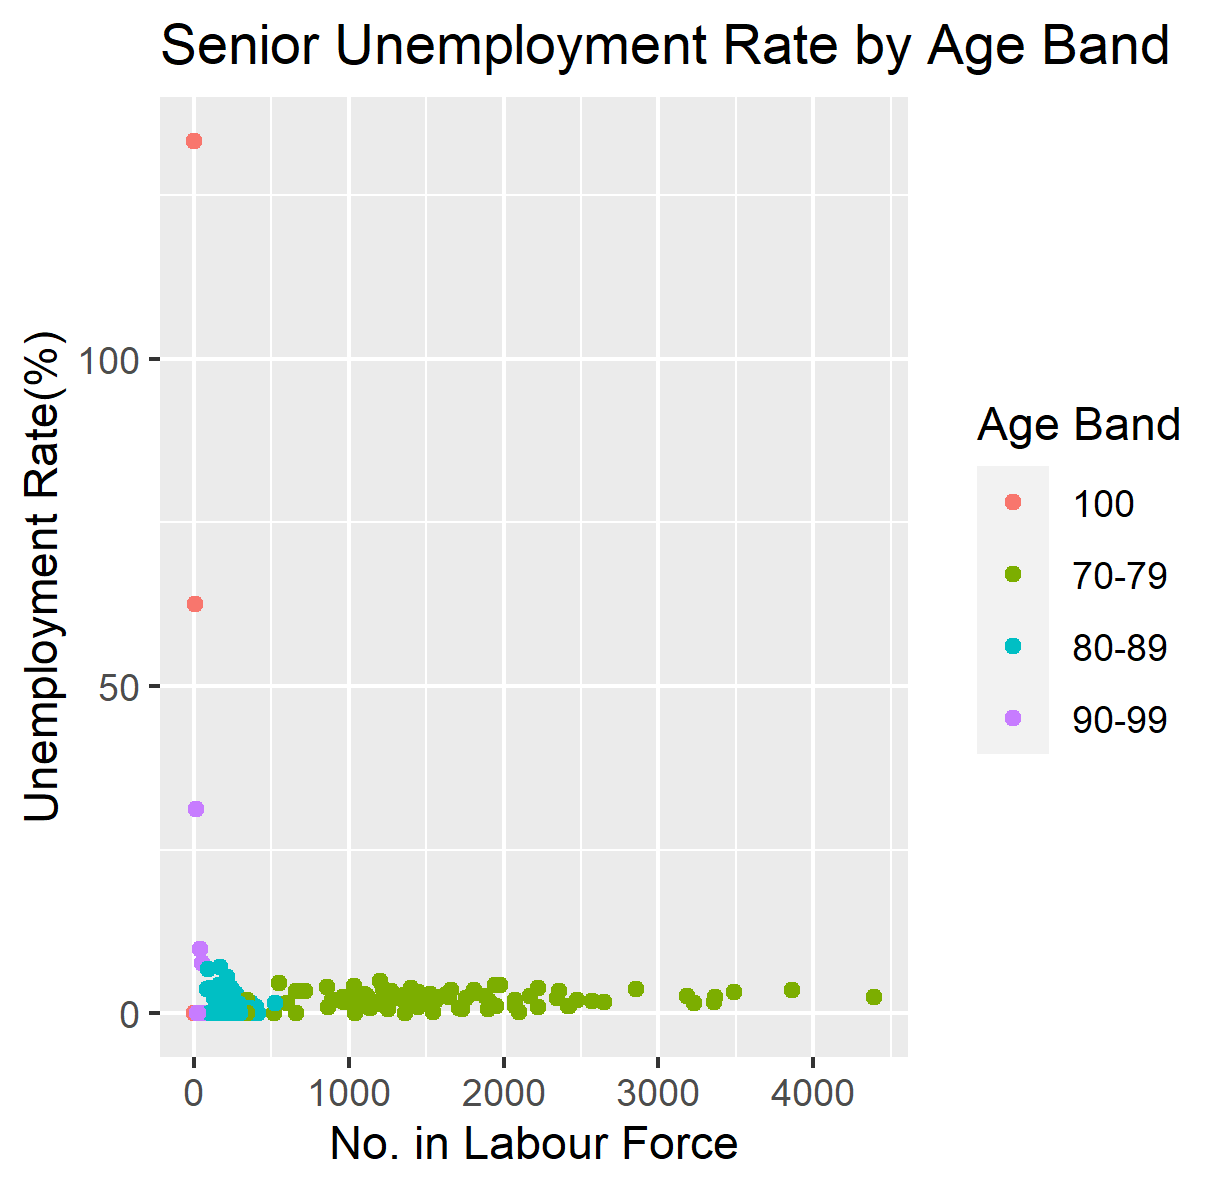 Senior Unemployment Rate by Age Band
Unemployment Rate(%)
100
50
0
0 1000 2000 3000 4000
No. in Labour Force
Age Band
100
70-79
80-89
90-99